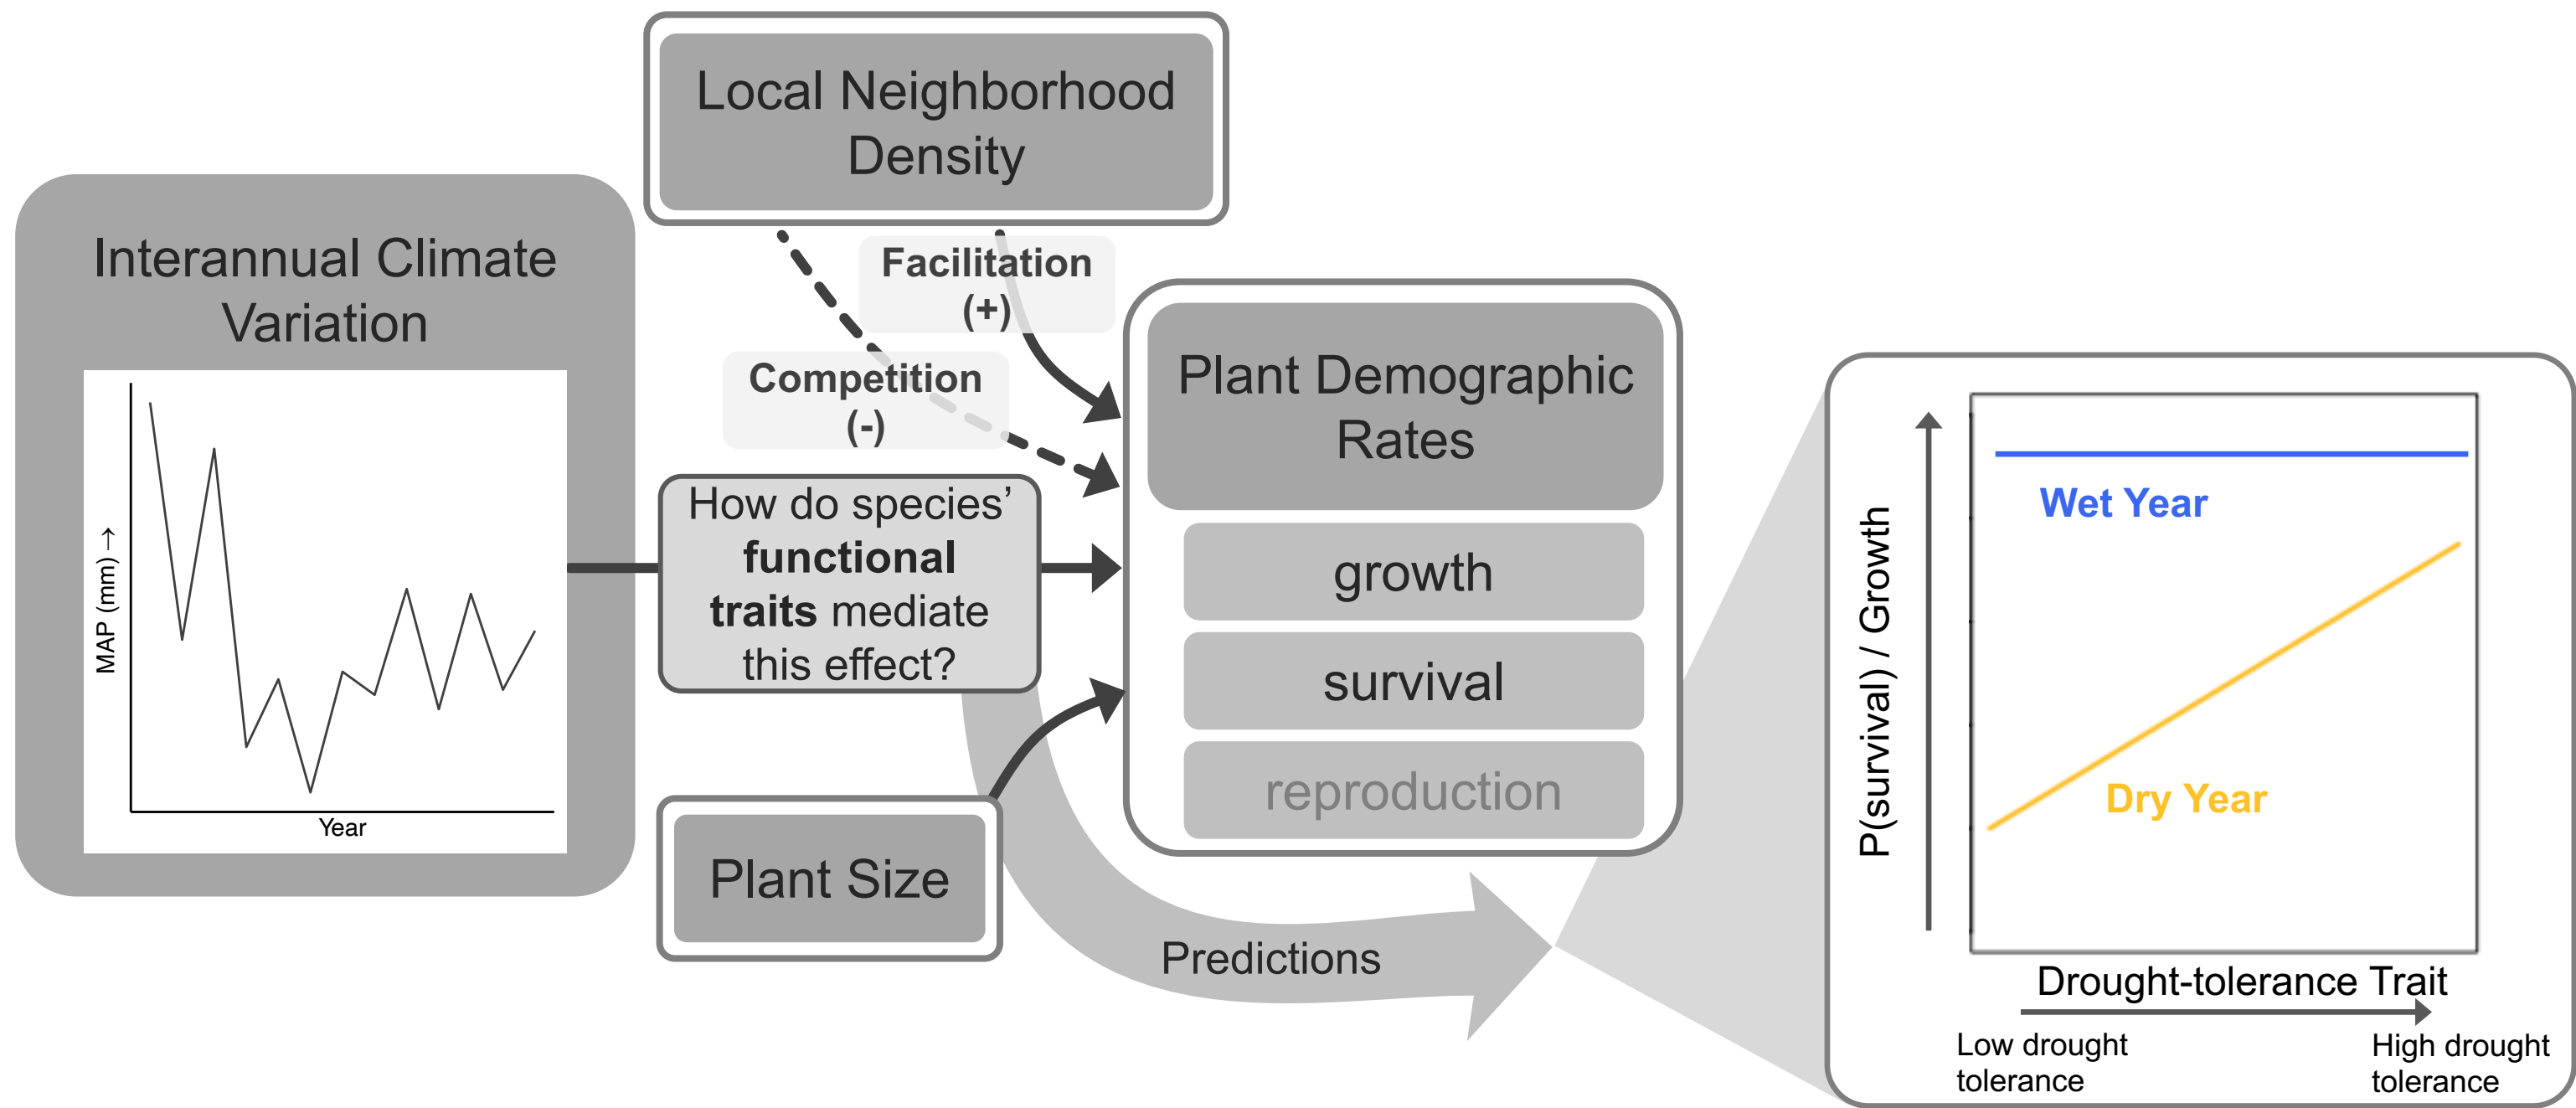 Local Neighborhood
Density
Interannual Climate
Variation
MAP (mm) →
Year
Facilitation
(+)
Competition
(-)
How do species’
functional
traits mediate
this effect?
Plant Size
Plant Demographic
Rates
growth
survival
reproduction
Predictions
P(survival) / Growth
Wet Year
Dry Year
Drought-tolerance Trait
Low drought
tolerance
High drought
tolerance